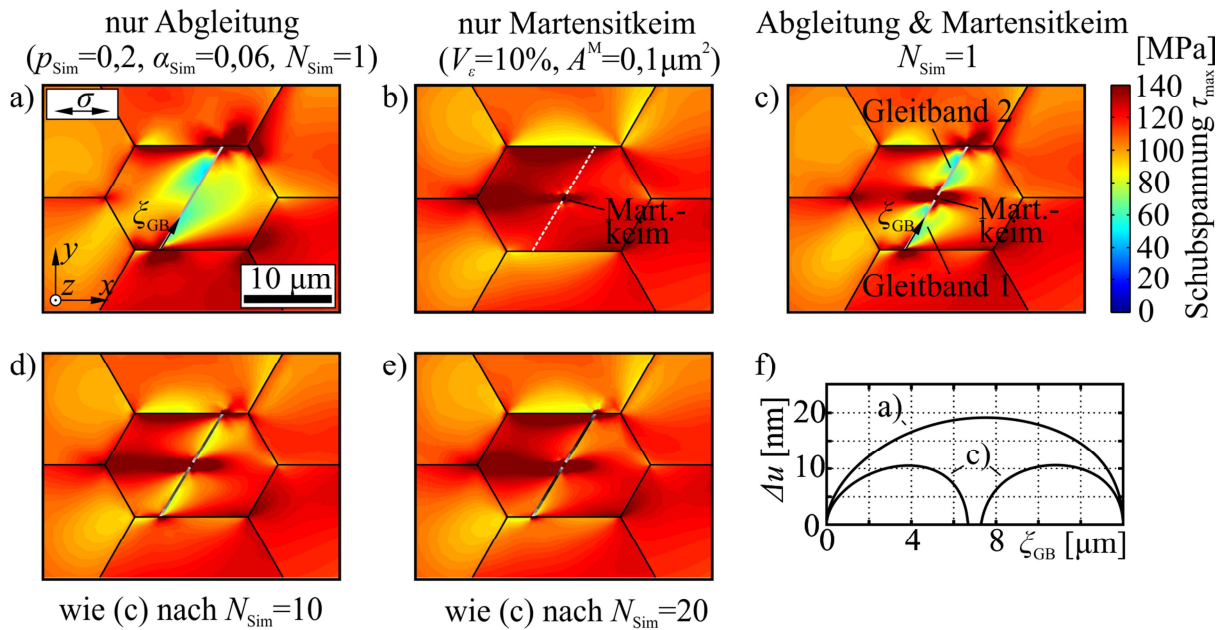 nur Abgleitung
(pSim=0,2, αSim=0,06, NSim=1)
nur Martensitkeim
(Vε=10%, A^M=0,1µm²)
Abgleitung & Martensitkeim
NSim=1
[MPa]
a)
σ
ξGB
y
z
x
10 µm
b)
Mart.-
keim
c)
Gleitband 2
ξGB
Mart.-
keim
Gleitband 1
140
120
100
80
60
40
20
0
Schubspannung τmax
d)
wie (c) nach NSim=10
e)
wie (c) nach NSim=20
f)
Δu [nm]
20
10
0
a)
c)
0
4
8
ξGB [µm]